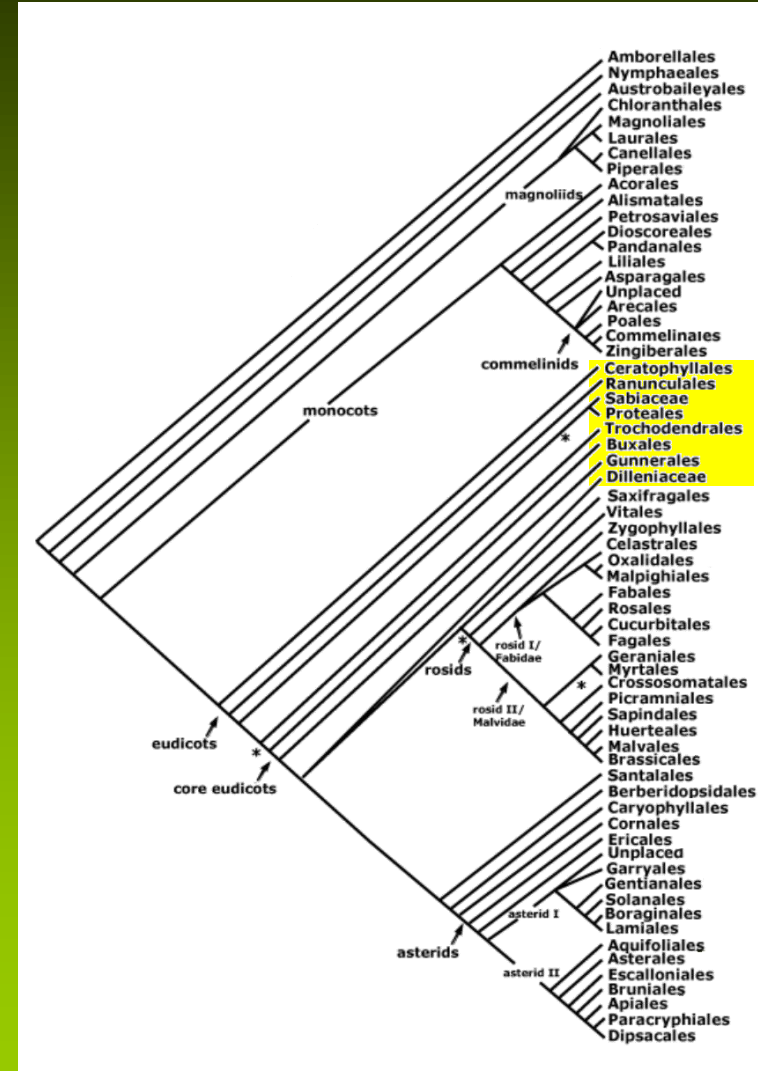 Amborellales
Nymphaeales
Austrobaileyales
Chloranthales
Magnoliales
Laurales
Canellales
Piperales
magnoliids
Acorales
Alismatales
Petrosaviales
Dioscoreales
Pandanales
Liliales
Asparagales
Unplaced
Arecales
Poales
Commelinales
Zingiberales
commelinids
monocots
Ceratophyllales
Ranunculales
Sabiaceae
Proteales
*
Trochodendrales
Buxales
Gunnerales
Dilleniaceae
Saxifragales
Vitales
Zygophyllales
Celastrales
Oxalidales
Malpighiales
Fabales
Rosales
Cucurbitales
Fagales
*
rosid I/
Fabidae
rosids
Geraniales
Myrtales
*
Crossosomatales
Picramniales
rosid II/
Malvidae
Sapindales
Huerteales
Malvales
Brassicales
eudicots
*
core eudicots
Santalales
Berberidopsidales
Caryophyllales
Cornales
Ericales
Unplaced
Garryales
Gentianales
Solanales
Boraginales
Lamiales
asterid I
asterids
Aquifoliales
Asterales
asterid II
Escalloniales
Bruniales
Apiales
Paracryphiales
Dipsacales